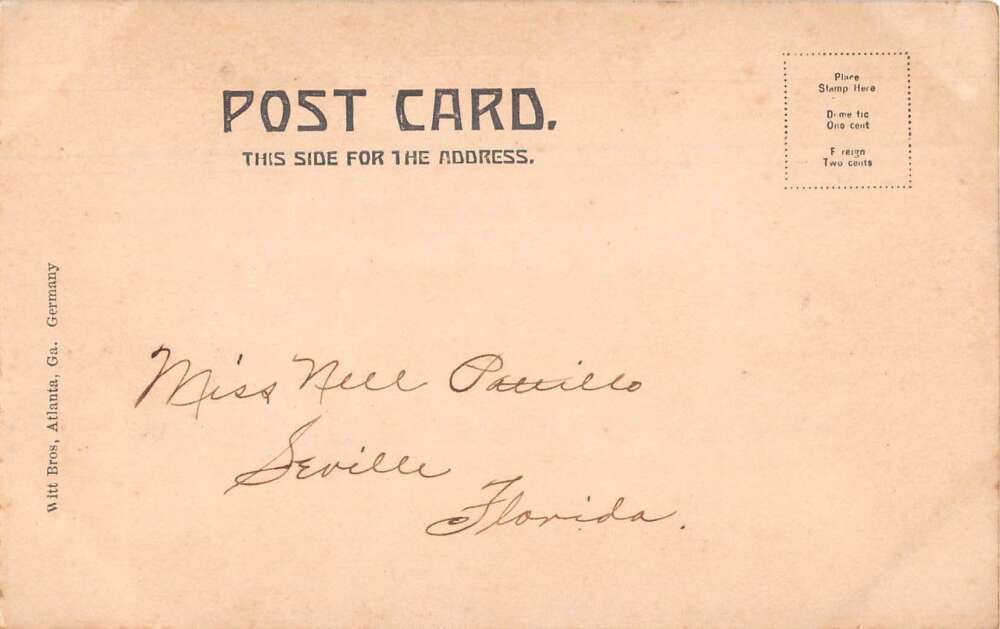 POST CARD.
THIS SIDE FOR THE ADDRESS.
Place
Stamp Here
Domestic
One cent
Foreign
Two cents
Witt Bros, Atlanta, Ga. Germany
Miss Nell Pattillo
Seville
Florida.